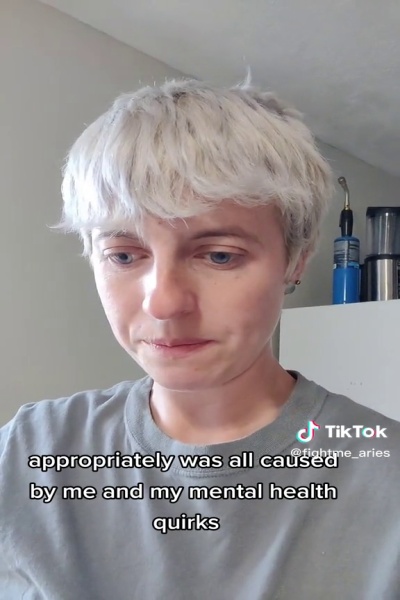 TikTok
@fightme_aries
appropriately was all caused
by me and my mental health
quirks